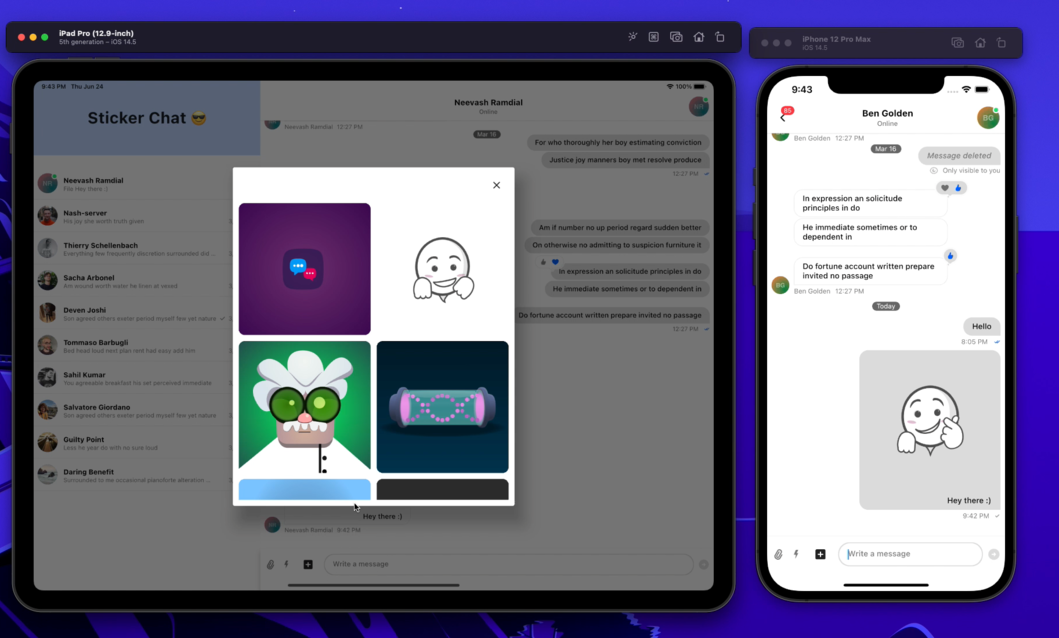 iPad Pro (12.9-inch)
5th generation – iOS 14.5
9:43 PM Thu Jun 24
100%
Sticker Chat 😎
Neevash Ramdial
File Hey there :)
Nash-server
His joy she worth truth given
Thierry Schellenbach
Everything few frequently discretion surrounded did ...
Sacha Arbonel
Am wound worth water he linen at vexed
Deven Joshi
Son agreed others exeter period myself few yet nature
Tommaso Barbugli
Bed head loud next plan rent had easy add him
Sahil Kumar
You agreeable breakfast his set perceived immediate
Salvatore Giordano
Son agreed others exeter period myself few yet nature
Guilty Point
Less he year do with no sure loud
Daring Benefit
Surrounded to me occasional pianoforte alteration ...
Neevash Ramdial
Online
NR
Neevash Ramdial 12:27 PM
Mar 16
For who thoroughly her boy estimating conviction
Justice joy manners boy met resolve produce
12:27 PM
Am if number no up period regard sudden better
On otherwise no admitting to suspicion furniture it
In expression an solicitude principles in do
He immediate sometimes or to dependent in
Do fortune account written prepare invited no passage
12:27 PM
Hey there :)
Neevash Ramdial 9:42 PM
Write a message
iPhone 12 Pro Max
iOS 14.5
9:43
85
Ben Golden
Online
BG
Ben Golden 12:27 PM
Mar 16
Message deleted
Only visible to you
In expression an solicitude
principles in do
He immediate sometimes or to
dependent in
Do fortune account written prepare
invited no passage
BG
Ben Golden 12:27 PM
Today
Hello
8:05 PM
Hey there :)
9:42 PM
Write a message